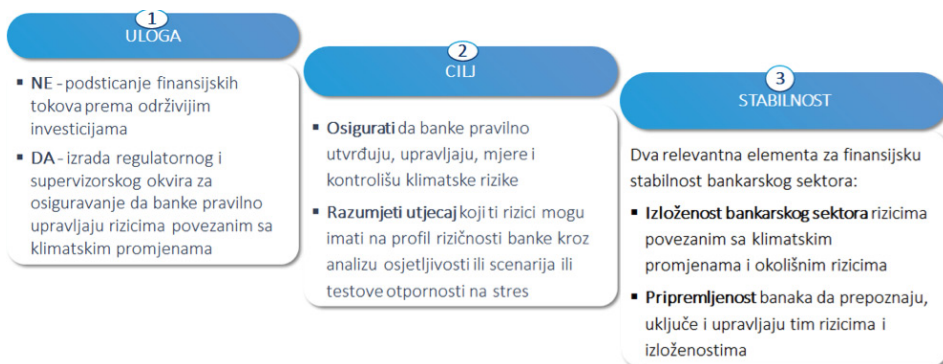 1
ULOGA
▪ NE - podsticanje finansijskih
tokova prema održivijim
investicijama
▪ DA - izrada regulatornog i
supervizorskog okvira za
osiguravanje da banke pravilno
upravljaju rizicima povezanim sa
klimatskim promjenama
2
CILJ
▪ Osigurati da banke pravilno
utvrđuju, upravljaju, mjere i
kontrolišu klimatske rizike
▪ Razumjeti utjecaj koji ti rizici mogu
imati na profil rizičnosti banke kroz
analizu osjetljivosti ili scenarija ili
testove otpornosti na stres
3
STABILNOST
Dva relevantna elementa za finansijsku
stabilnost bankarskog sektora:
▪ Izloženost bankarskog sektora rizicima
povezanim sa klimatskim
promjenama i okolišnim rizicima
▪ Pripremljenost banaka da prepoznaju,
uključe i upravljaju tim rizicima i
izloženostima